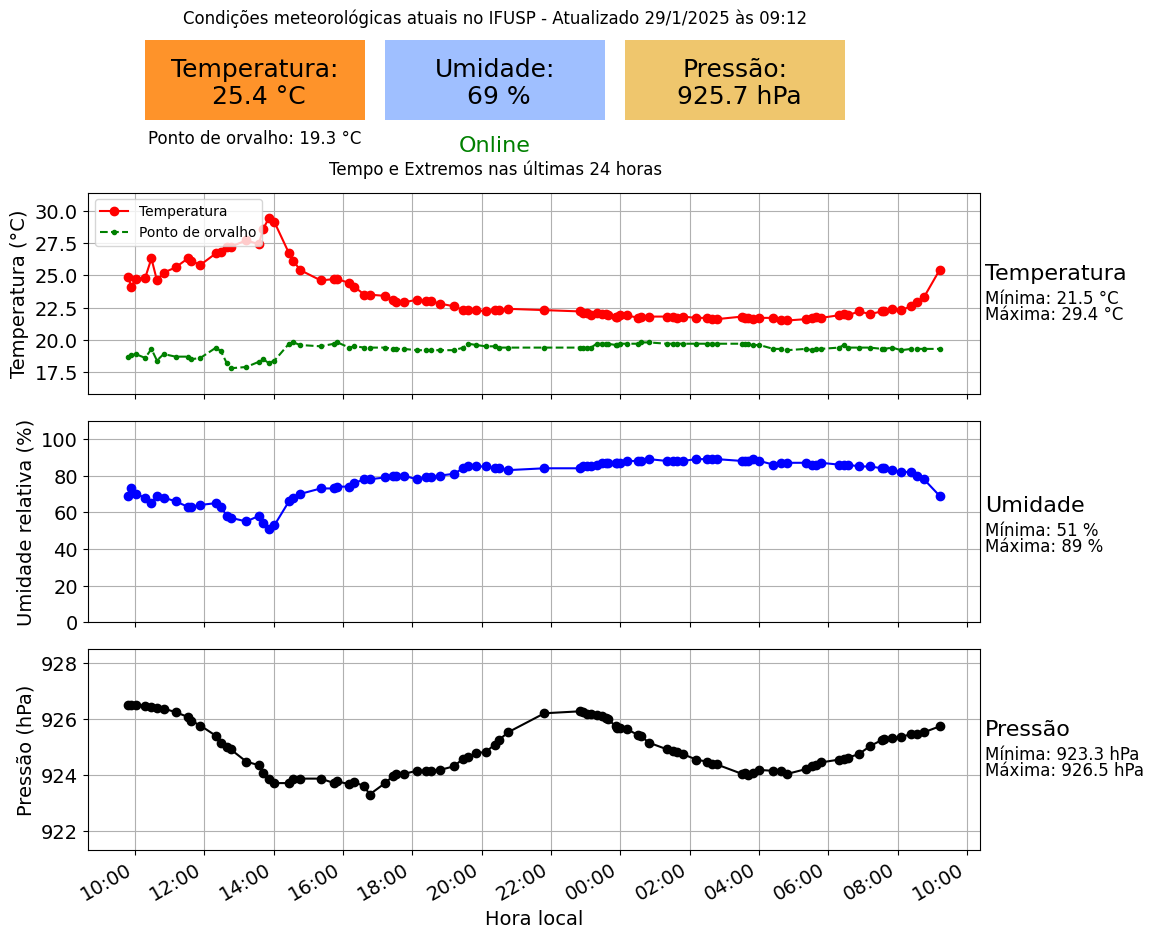 Condições meteorológicas atuais no IFUSP - Atualizado 29/1/2025 às 09:12
Temperatura:
25.4 °C
Umidade:
69 %
Pressão:
925.7 hPa
Ponto de orvalho: 19.3 °C
Online
Tempo e Extremos nas últimas 24 horas
Temperatura (°C)
30.0
27.5
25.0
22.5
20.0
17.5
Temperatura
Ponto de orvalho
Temperatura
Mínima: 21.5 °C
Máxima: 29.4 °C
Umidade relativa (%)
100
80
60
40
20
0
Umidade
Mínima: 51 %
Máxima: 89 %
Pressão (hPa)
928
926
924
922
Pressão
Mínima: 923.3 hPa
Máxima: 926.5 hPa
10:00 12:00 14:00 16:00 18:00 20:00 22:00 00:00 02:00 04:00 06:00 08:00 10:00
Hora local